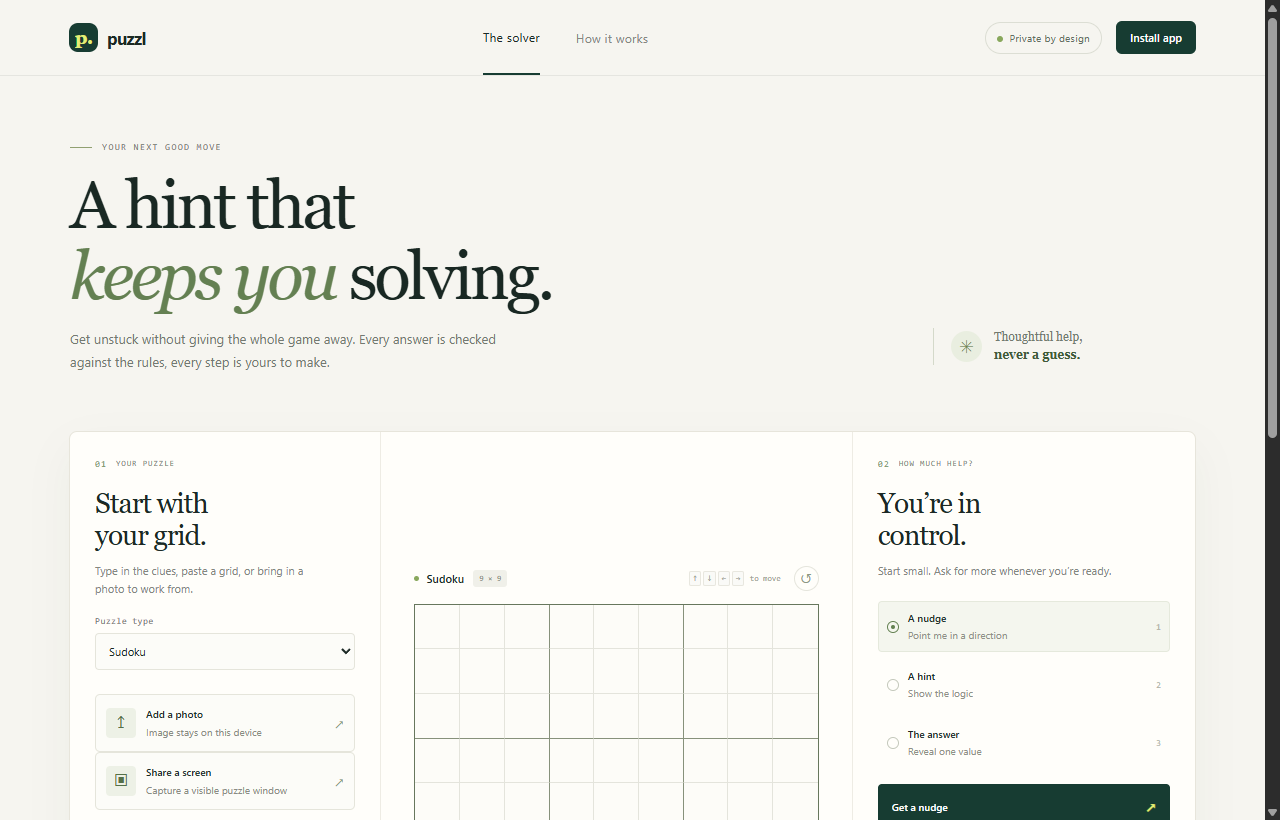 p. puzzl
The solver
How it works
Private by design
Install app
YOUR NEXT GOOD MOVE
A hint that
keeps you solving.
Get unstuck without giving the whole game away. Every answer is checked
against the rules, every step is yours to make.
Thoughtful help,
never a guess.
01 YOUR PUZZLE
Start with
your grid.
Type in the clues, paste a grid, or bring in a
photo to work from.
Puzzle type
Sudoku
↥ Add a photo ↗
Image stays on this device
▣ Share a screen ↗
Capture a visible puzzle window
Sudoku 9 × 9
↑ ↓ ← → to move ↺
02 HOW MUCH HELP?
You’re in
control.
Start small. Ask for more whenever you’re ready.
A nudge
Point me in a direction
1
A hint
Show the logic
2
The answer
Reveal one value
3
Get a nudge ↗